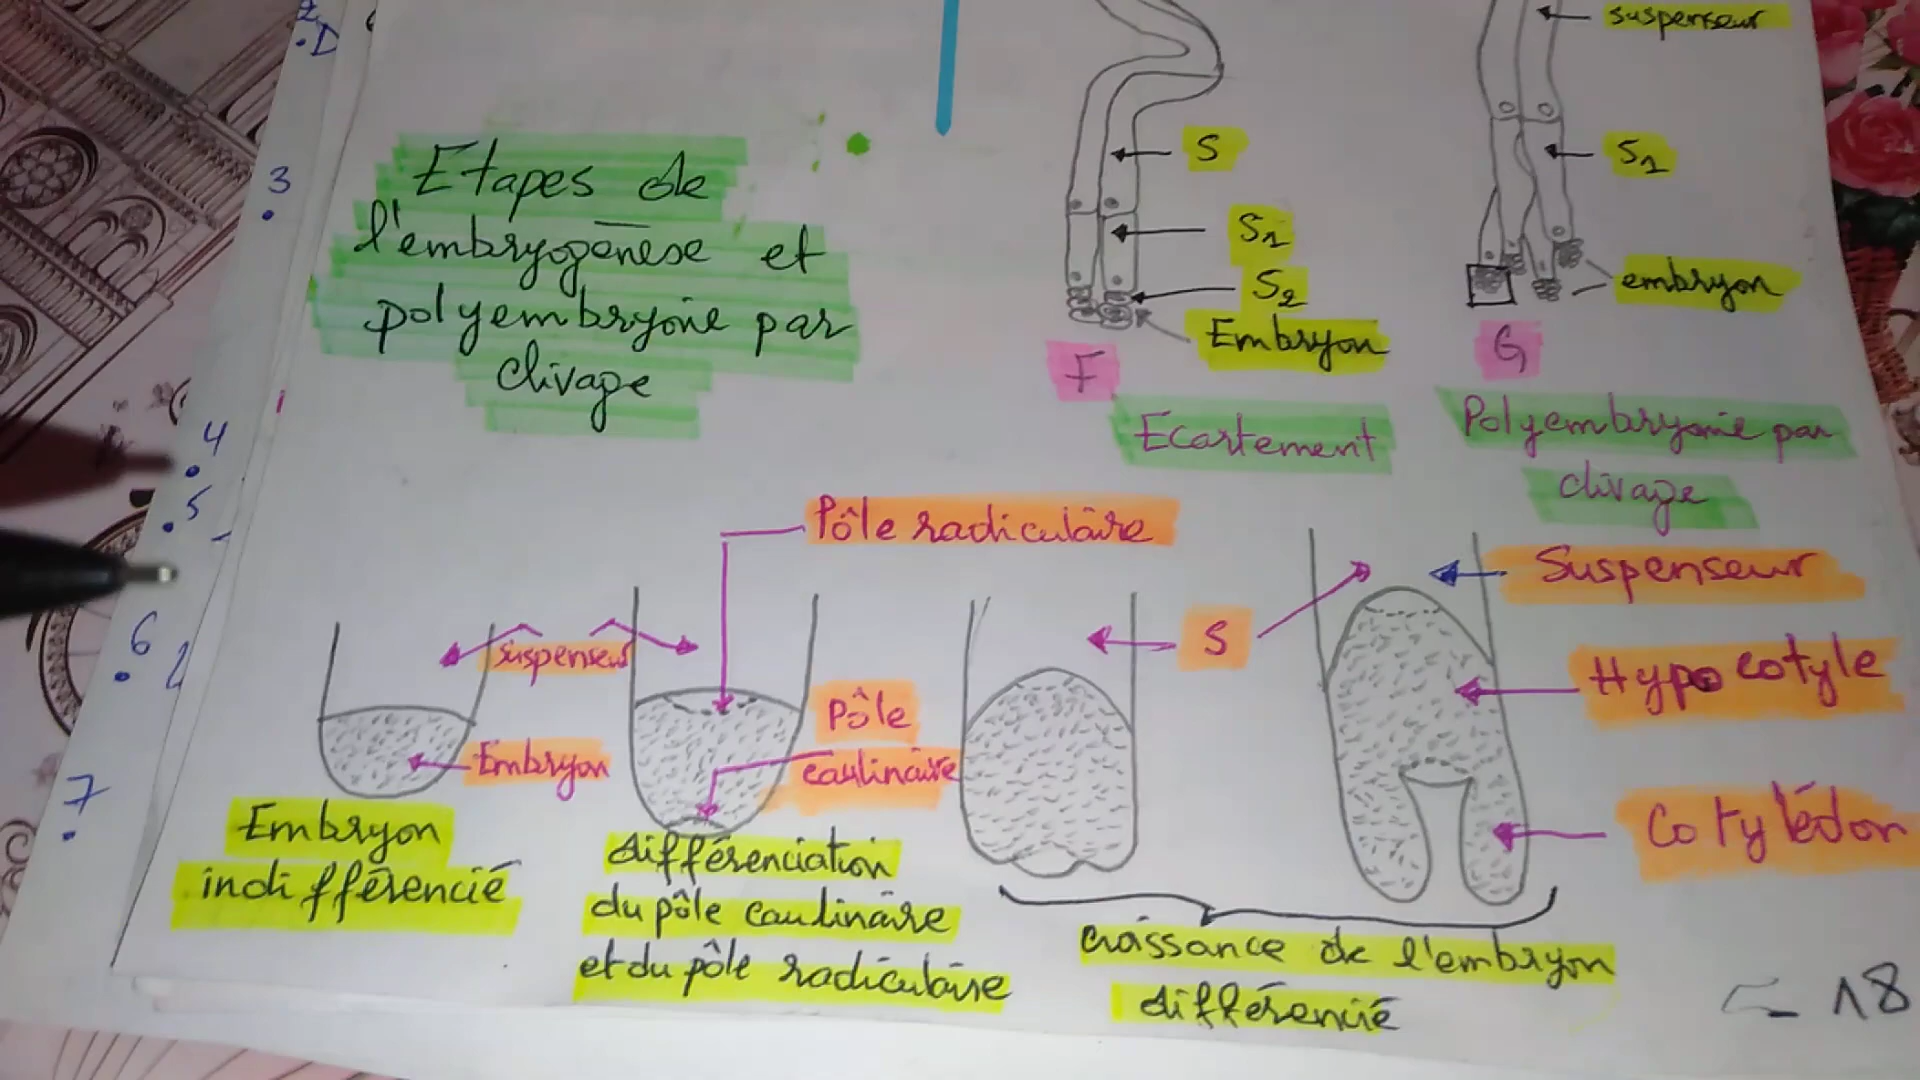 2
.D
3
4
5
6
7
Etapes de
l'embryogenèse et
polyembryonie par
clivage
S
S1
S2
Embryon
F
Ecartement
suspenseur
S1
embryon
G
Polyembryonie par
clivage
Pôle radiculaire
suspenseur
Embryon
Pôle
caulinaire
S
Suspenseur
Hypocotyle
Cotylédon
Embryon
indifférencié
différenciation
du pôle caulinaire
et du pôle radiculaire
croissance de l'embryon
différencié
- 18